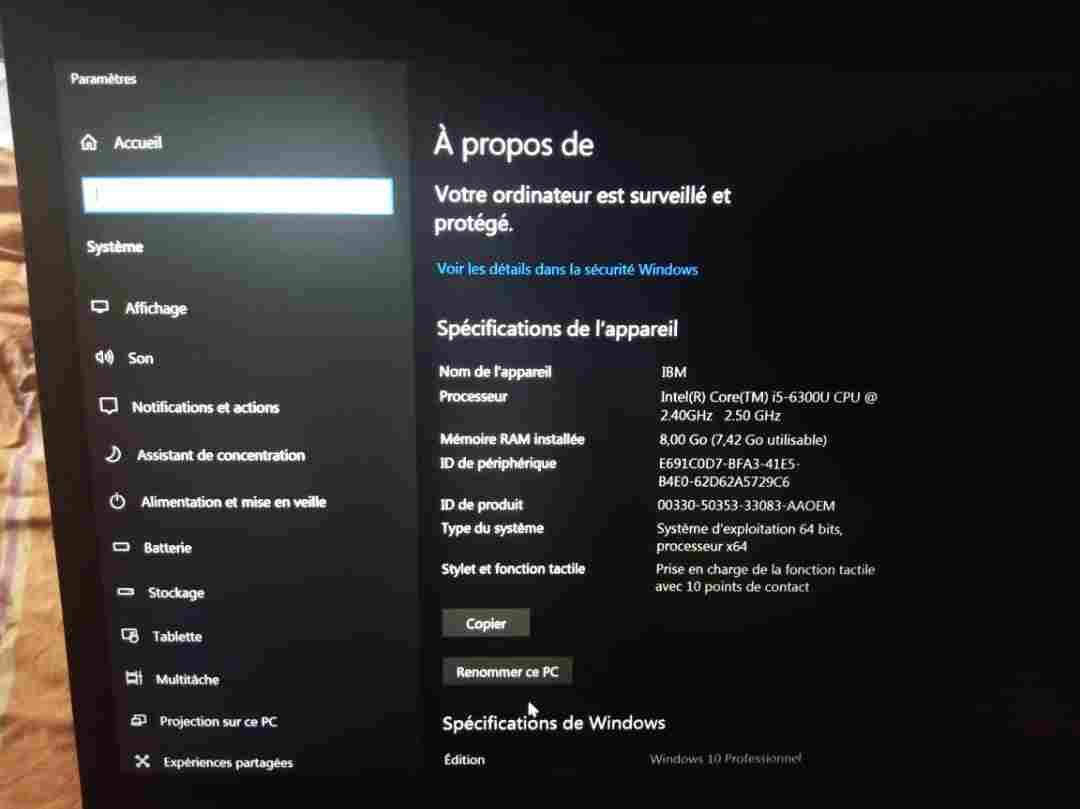 Paramètres
Accueil
Système
Affichage
Son
Notifications et actions
Assistant de concentration
Alimentation et mise en veille
Batterie
Stockage
Tablette
Multitâche
Projection sur ce PC
Expériences partagées
À propos de
Votre ordinateur est surveillé et
protégé.
Voir les détails dans la sécurité Windows
Spécifications de l'appareil
Nom de l'appareil IBM
Processeur Intel(R) Core(TM) i5-6300U CPU @
2.40GHz 2.50 GHz
Mémoire RAM installée 8,00 Go (7,42 Go utilisable)
ID de périphérique E691C0D7-BFA3-41E5-
B4E0-62D62A5729C6
ID de produit 00330-50353-33083-AAOEM
Type du système Système d'exploitation 64 bits,
processeur x64
Stylet et fonction tactile Prise en charge de la fonction tactile
avec 10 points de contact
Copier
Renommer ce PC
Spécifications de Windows
Édition Windows 10 Professionnel